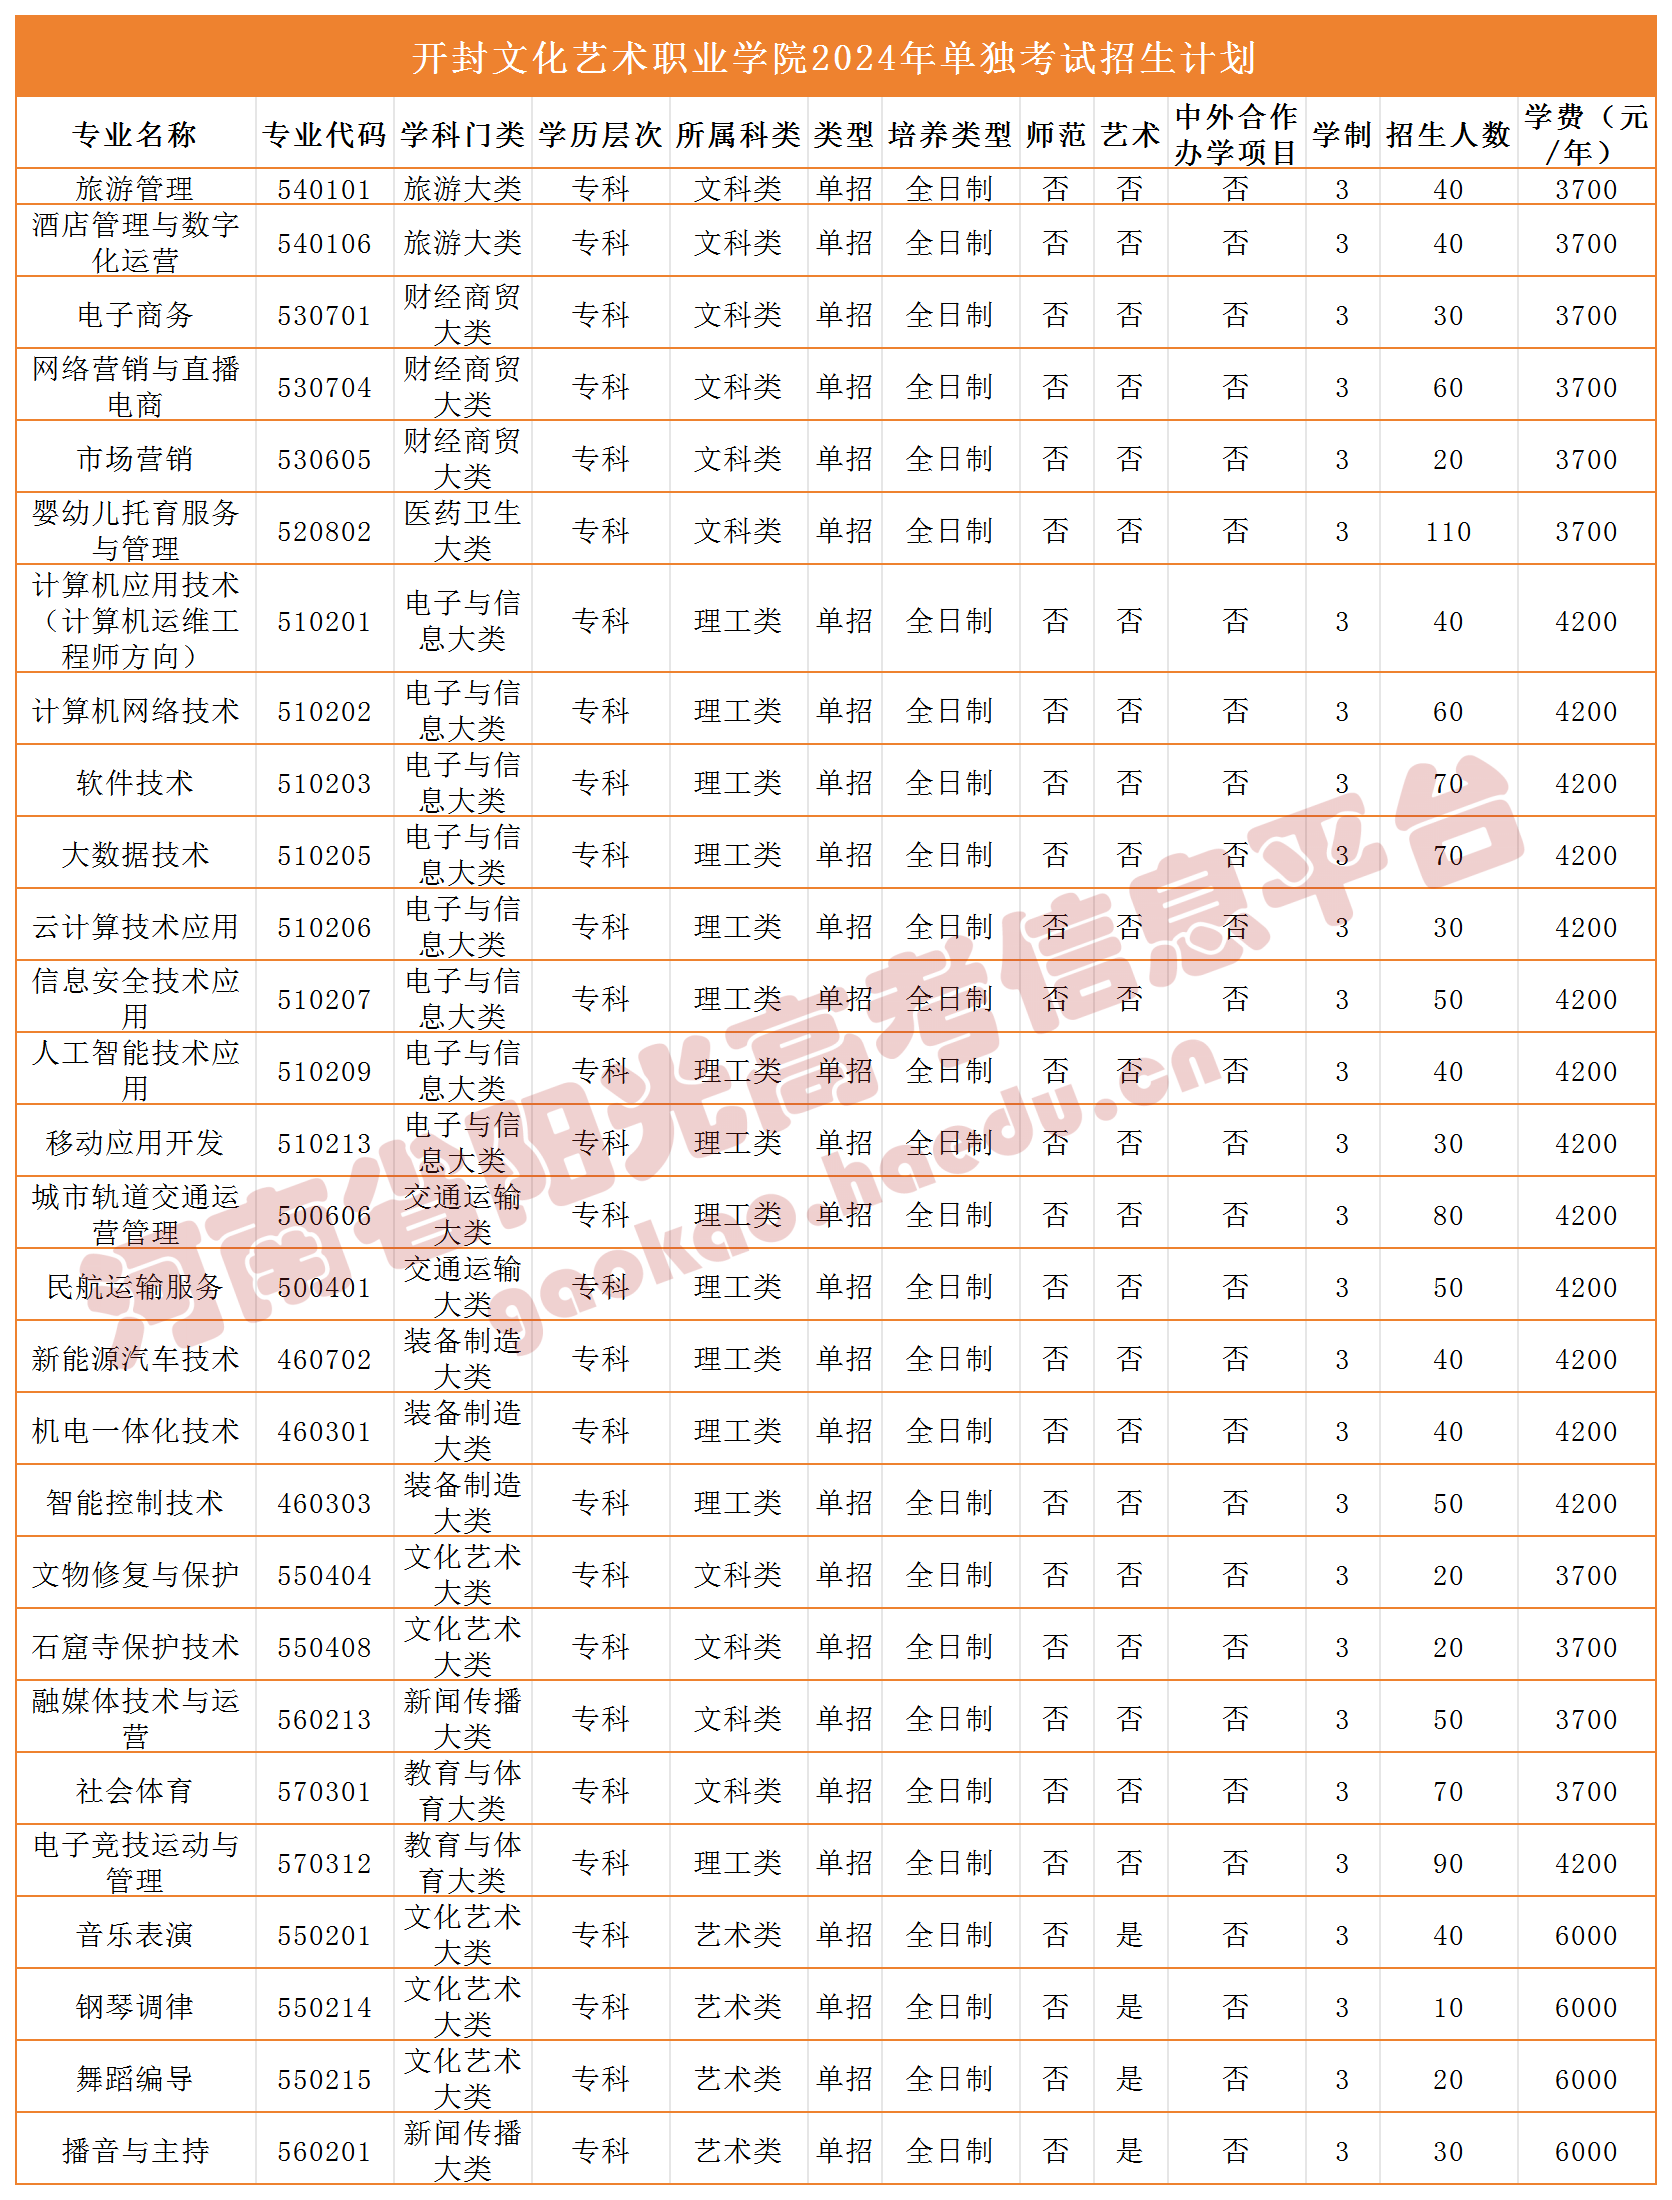 开封文化艺术职业学院2024年单独考试招生计划
专业名称 专业代码 学科门类 学历层次 所属科类 类型 培养类型 师范 艺术 中外合作办学项目 学制 招生人数 学费（元/年）
旅游管理 540101 旅游大类 专科 文科类 单招 全日制 否 否 否 3 40 3700
酒店管理与数字化运营 540106 旅游大类 专科 文科类 单招 全日制 否 否 否 3 40 3700
电子商务 530701 财经商贸大类 专科 文科类 单招 全日制 否 否 否 3 30 3700
网络营销与直播电商 530704 财经商贸大类 专科 文科类 单招 全日制 否 否 否 3 60 3700
市场营销 530605 财经商贸大类 专科 文科类 单招 全日制 否 否 否 3 20 3700
婴幼儿托育服务与管理 520802 医药卫生大类 专科 文科类 单招 全日制 否 否 否 3 110 3700
计算机应用技术（计算机运维工程师方向） 510201 电子与信息大类 专科 理工类 单招 全日制 否 否 否 3 40 4200
计算机网络技术 510202 电子与信息大类 专科 理工类 单招 全日制 否 否 否 3 60 4200
软件技术 510203 电子与信息大类 专科 理工类 单招 全日制 否 否 否 3 70 4200
大数据技术 510205 电子与信息大类 专科 理工类 单招 全日制 否 否 否 3 70 4200
云计算技术应用 510206 电子与信息大类 专科 理工类 单招 全日制 否 否 否 3 30 4200
信息安全技术应用 510207 电子与信息大类 专科 理工类 单招 全日制 否 否 否 3 50 4200
人工智能技术应用 510209 电子与信息大类 专科 理工类 单招 全日制 否 否 否 3 40 4200
移动应用开发 510213 电子与信息大类 专科 理工类 单招 全日制 否 否 否 3 30 4200
城市轨道交通运营管理 500606 交通运输大类 专科 理工类 单招 全日制 否 否 否 3 80 4200
民航运输服务 500401 交通运输大类 专科 理工类 单招 全日制 否 否 否 3 50 4200
新能源汽车技术 460702 装备制造大类 专科 理工类 单招 全日制 否 否 否 3 40 4200
机电一体化技术 460301 装备制造大类 专科 理工类 单招 全日制 否 否 否 3 40 4200
智能控制技术 460303 装备制造大类 专科 理工类 单招 全日制 否 否 否 3 50 4200
文物修复与保护 550404 文化艺术大类 专科 文科类 单招 全日制 否 否 否 3 20 3700
石窟寺保护技术 550408 文化艺术大类 专科 文科类 单招 全日制 否 否 否 3 20 3700
融媒体技术与运营 560213 新闻传播大类 专科 文科类 单招 全日制 否 否 否 3 50 3700
社会体育 570301 教育与体育大类 专科 文科类 单招 全日制 否 否 否 3 70 3700
电子竞技运动与管理 570312 教育与体育大类 专科 理工类 单招 全日制 否 否 否 3 90 4200
音乐表演 550201 文化艺术大类 专科 艺术类 单招 全日制 否 是 否 3 40 6000
钢琴调律 550214 文化艺术大类 专科 艺术类 单招 全日制 否 是 否 3 10 6000
舞蹈编导 550215 文化艺术大类 专科 艺术类 单招 全日制 否 是 否 3 20 6000
播音与主持 560201 新闻传播大类 专科 艺术类 单招 全日制 否 是 否 3 30 6000
河南省阳光高考信息平台
gaokao.haedu.cn